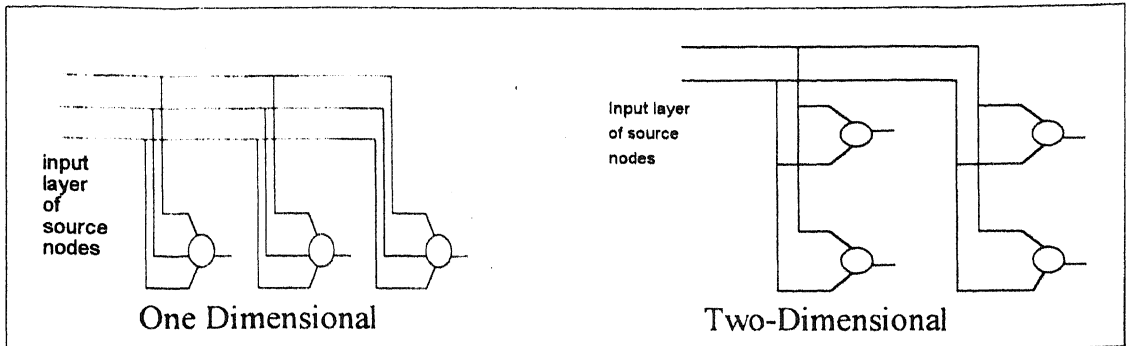 input
layer
of
source
nodes
One Dimensional
Input layer
of source
nodes
Two-Dimensional